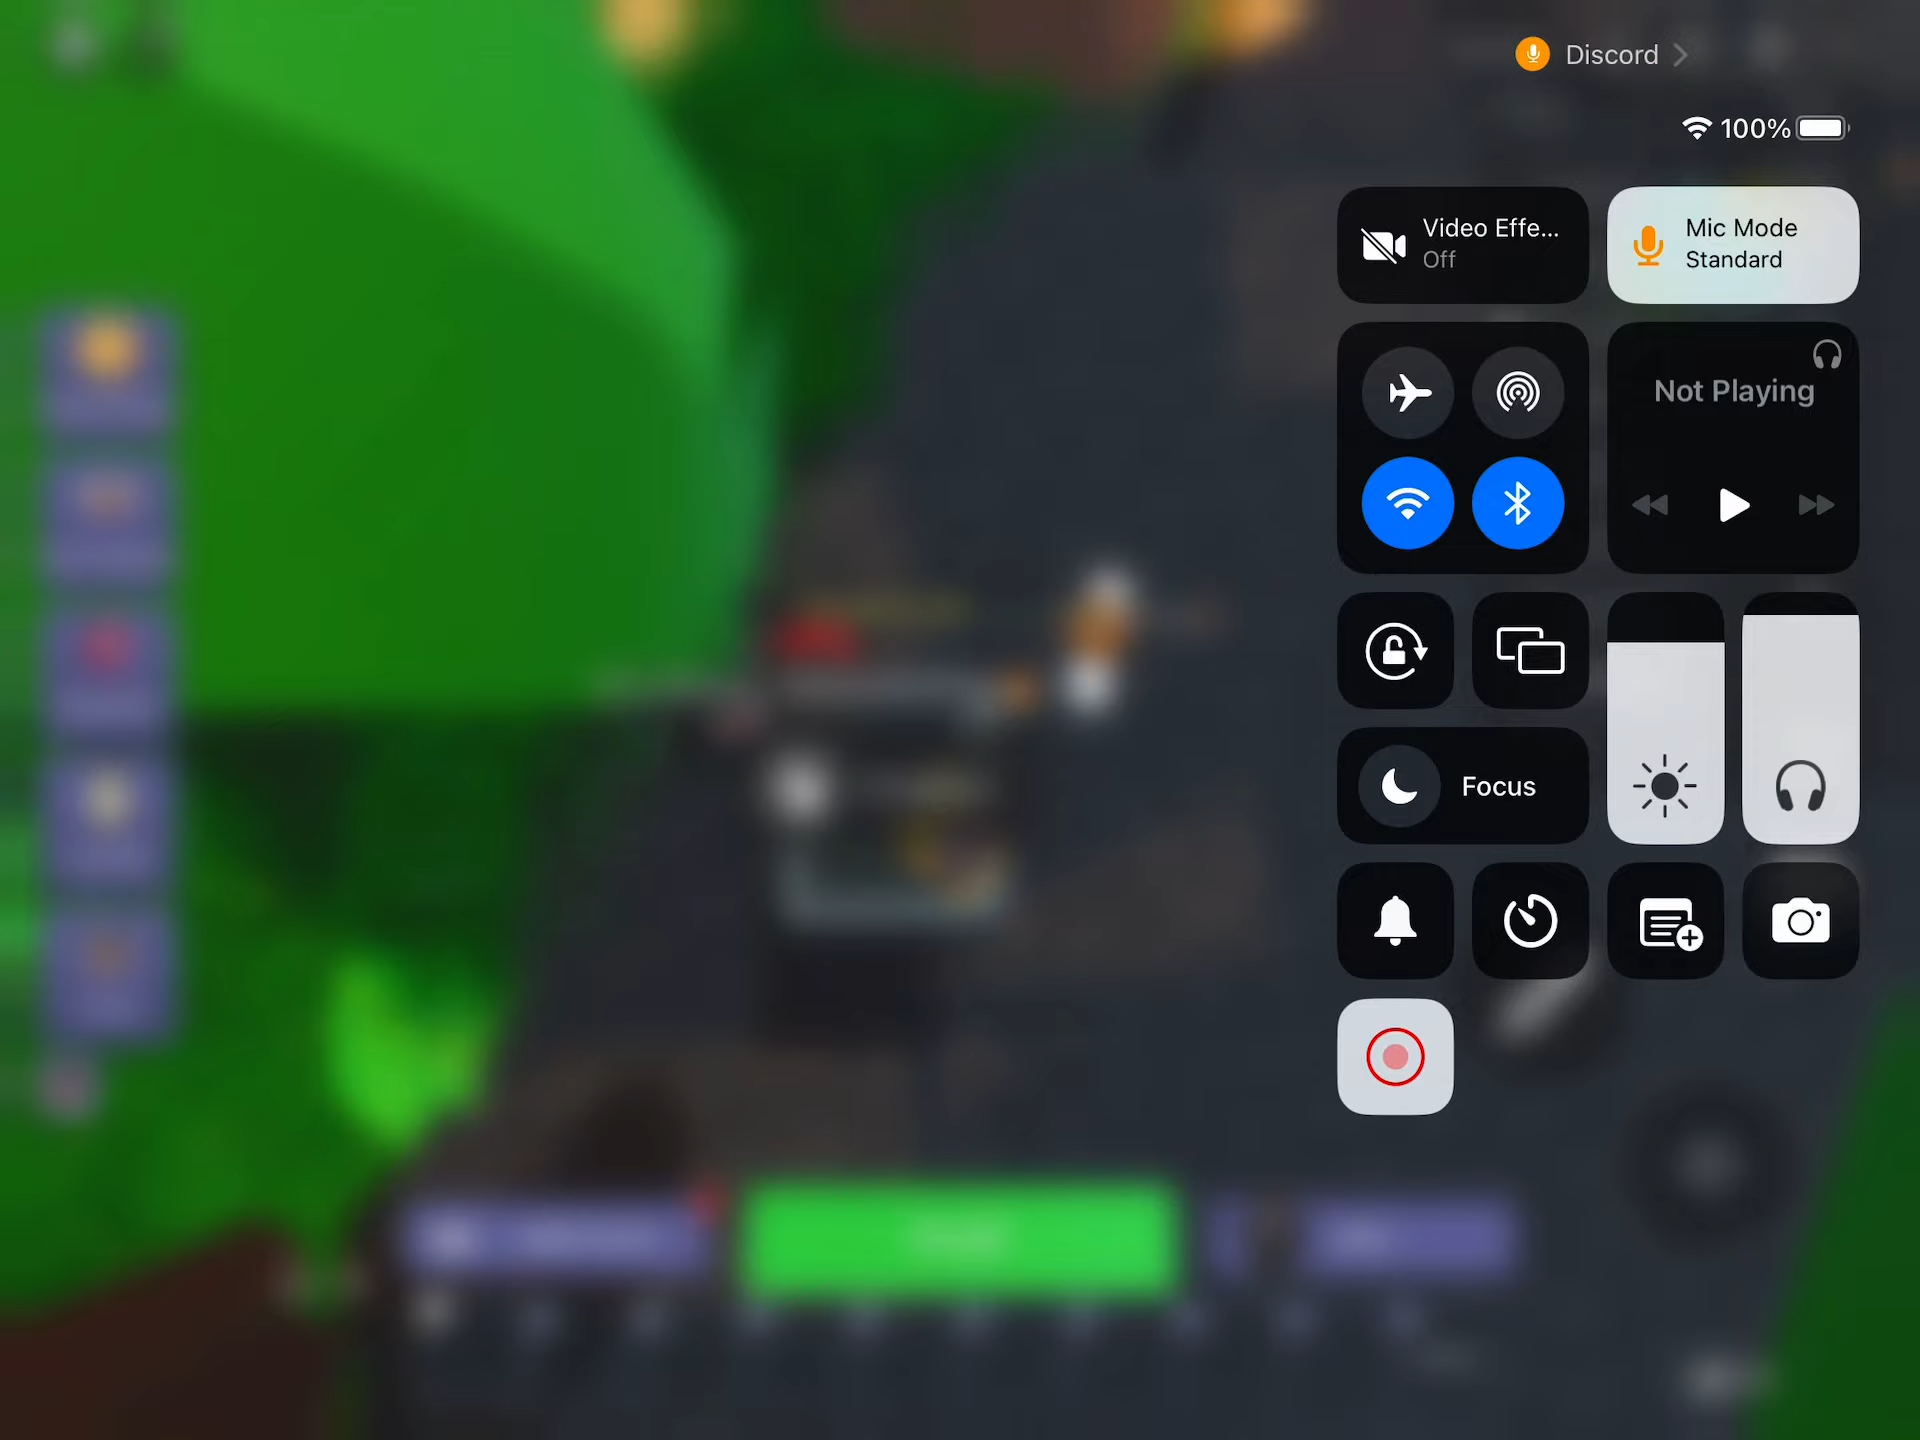 Discord
100%
Video Effe...
Off
Mic Mode
Standard
Not Playing
Focus